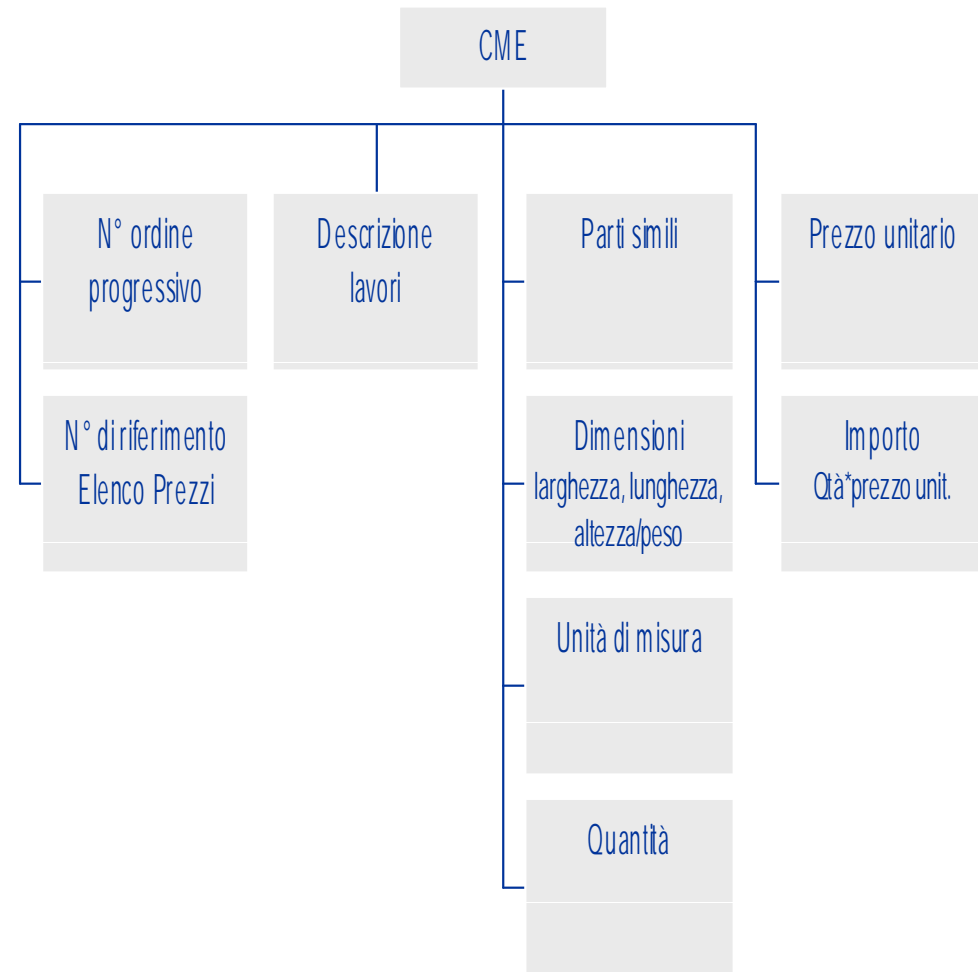 CME
N° ordine
progressivo
Descrizione
lavori
Parti simili
Prezzo unitario
N° di riferimento
Elenco Prezzi
Dimensioni
larghezza, lunghezza,
altezza/peso
Importo
Qtà*prezzo unit.
Unità di misura
Quantità